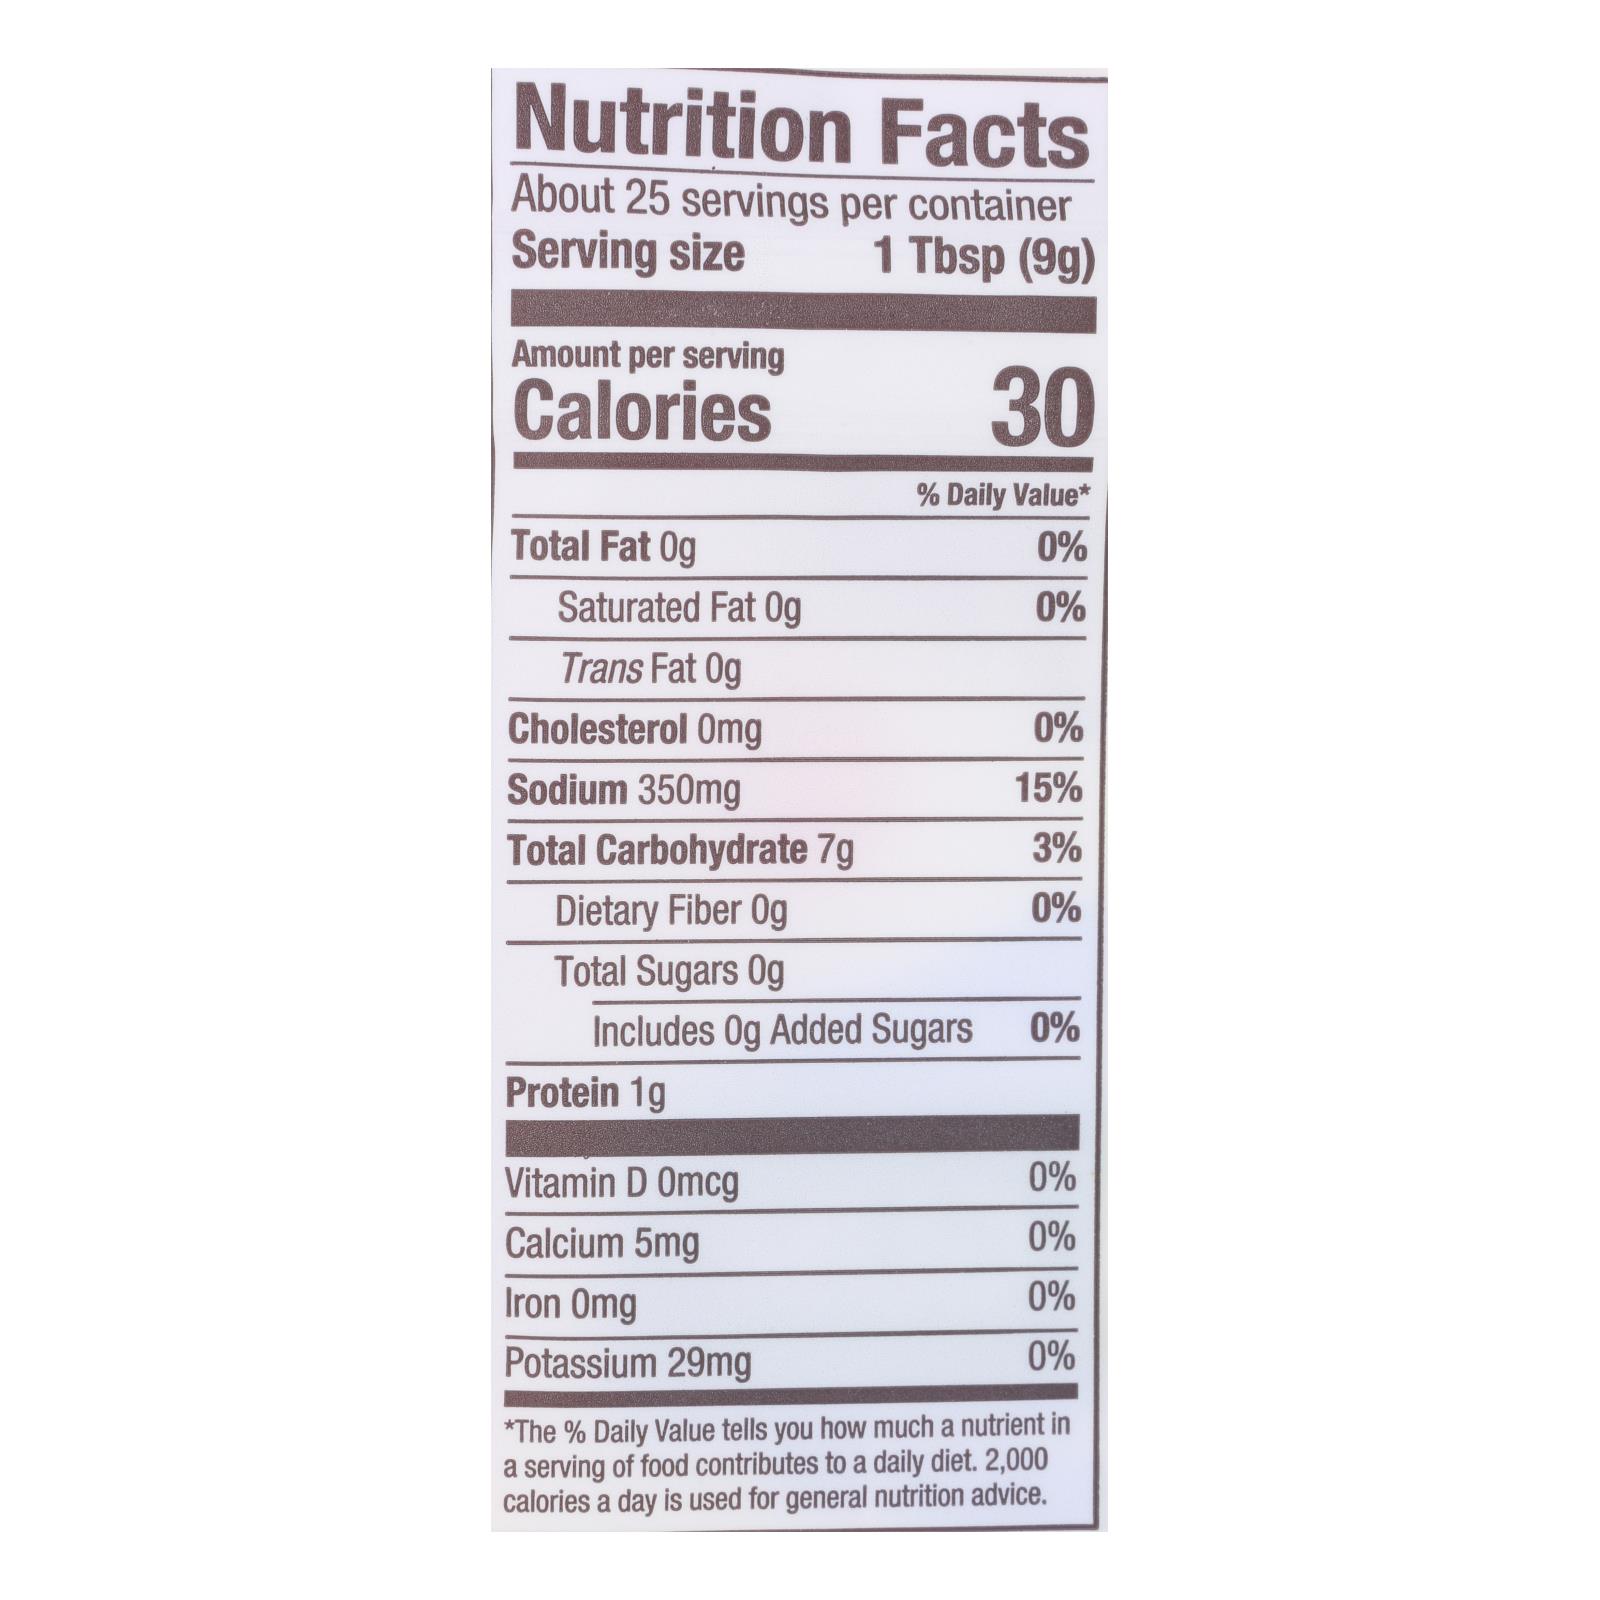 Nutrition Facts
About 25 servings per container
Serving size 1 Tbsp (9g)
Amount per serving
Calories 30
% Daily Value*
Total Fat 0g 0%
Saturated Fat 0g 0%
Trans Fat 0g
Cholesterol 0mg 0%
Sodium 350mg 15%
Total Carbohydrate 7g 3%
Dietary Fiber 0g 0%
Total Sugars 0g
Includes 0g Added Sugars 0%
Protein 1g
Vitamin D 0mcg 0%
Calcium 5mg 0%
Iron 0mg 0%
Potassium 29mg 0%
*The % Daily Value tells you how much a nutrient in
a serving of food contributes to a daily diet. 2,000
calories a day is used for general nutrition advice.